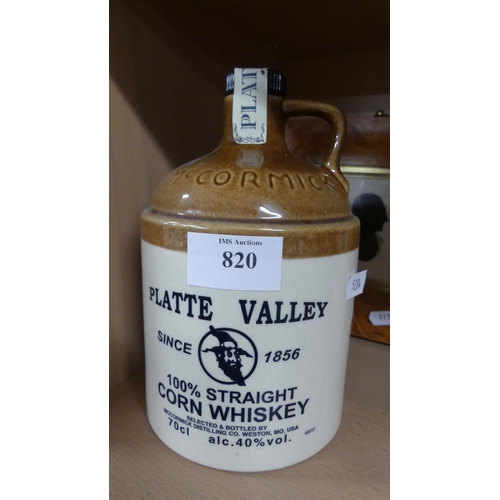 PLAT
McCORMICK
IMS Auctions
820
PLATTE VALLEY
SINCE 1856
100% STRAIGHT
CORN WHISKEY
SELECTED & BOTTLED BY
McCORMICK DISTILLING CO. WESTON, MO. USA
70cl alc.40%vol.